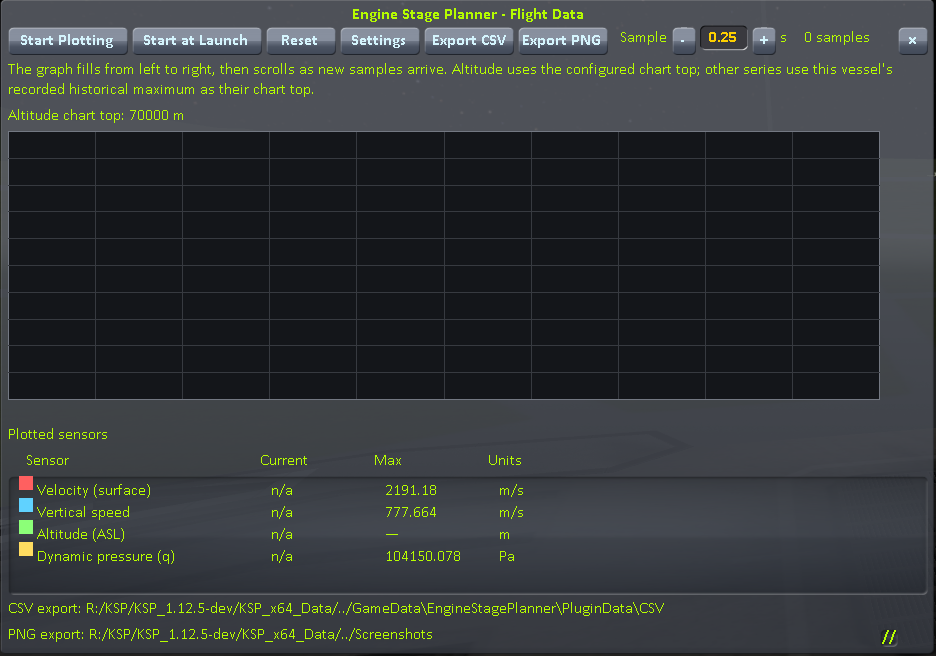 Engine Stage Planner - Flight Data
Start Plotting Start at Launch Reset Settings Export CSV Export PNG Sample - 0.25 + s 0 samples ×
The graph fills from left to right, then scrolls as new samples arrive. Altitude uses the configured chart top; other series use this vessel's
recorded historical maximum as their chart top.
Altitude chart top: 70000 m
Plotted sensors
Sensor Current Max Units
Velocity (surface) n/a 2191.18 m/s
Vertical speed n/a 777.664 m/s
Altitude (ASL) n/a — m
Dynamic pressure (q) n/a 104150.078 Pa
CSV export: R:/KSP/KSP_1.12.5-dev/KSP_x64_Data/../GameData\EngineStagePlanner\PluginData\CSV
PNG export: R:/KSP/KSP_1.12.5-dev/KSP_x64_Data/../Screenshots
//